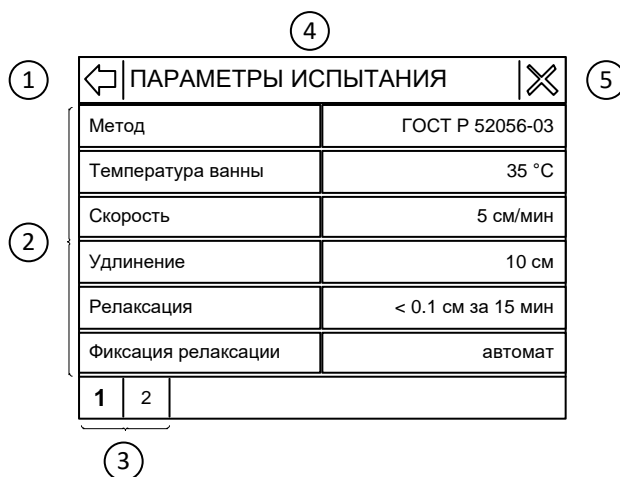 4
1 ПАРАМЕТРЫ ИСПЫТАНИЯ 5
Метод ГОСТ Р 52056-03
Температура ванны 35 °C
Скорость 5 см/мин
2
Удлинение 10 см
Релаксация < 0.1 см за 15 мин
Фиксация релаксации автомат
1 2
3